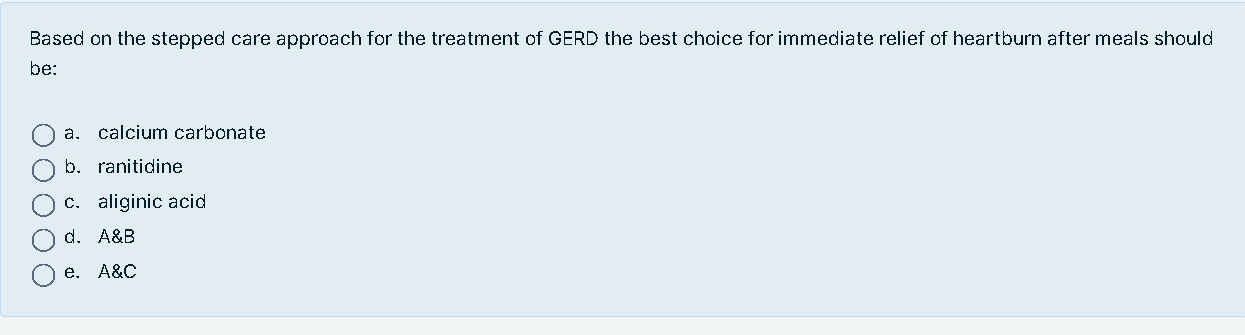 Based on the stepped care approach for the treatment of GERD the best choice for immediate relief of heartburn after meals should
be:
a. calcium carbonate
b. ranitidine
c. aliginic acid
d. A&B
e. A&C